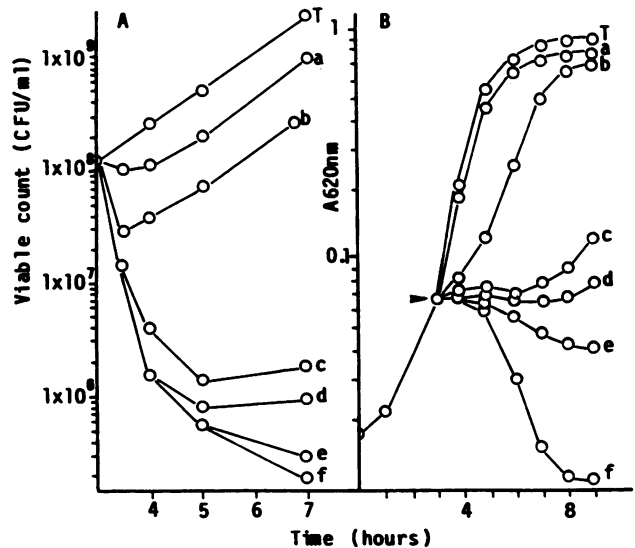 A
B
Viable count (CFU/ml)
1x10⁹
1x10⁸
1x10⁷
1x10⁶
T
a
b
c
d
e
f
4
5
6
7
A620nm
1
0.1
T
a
b
c
d
e
f
4
8
Time (hours)